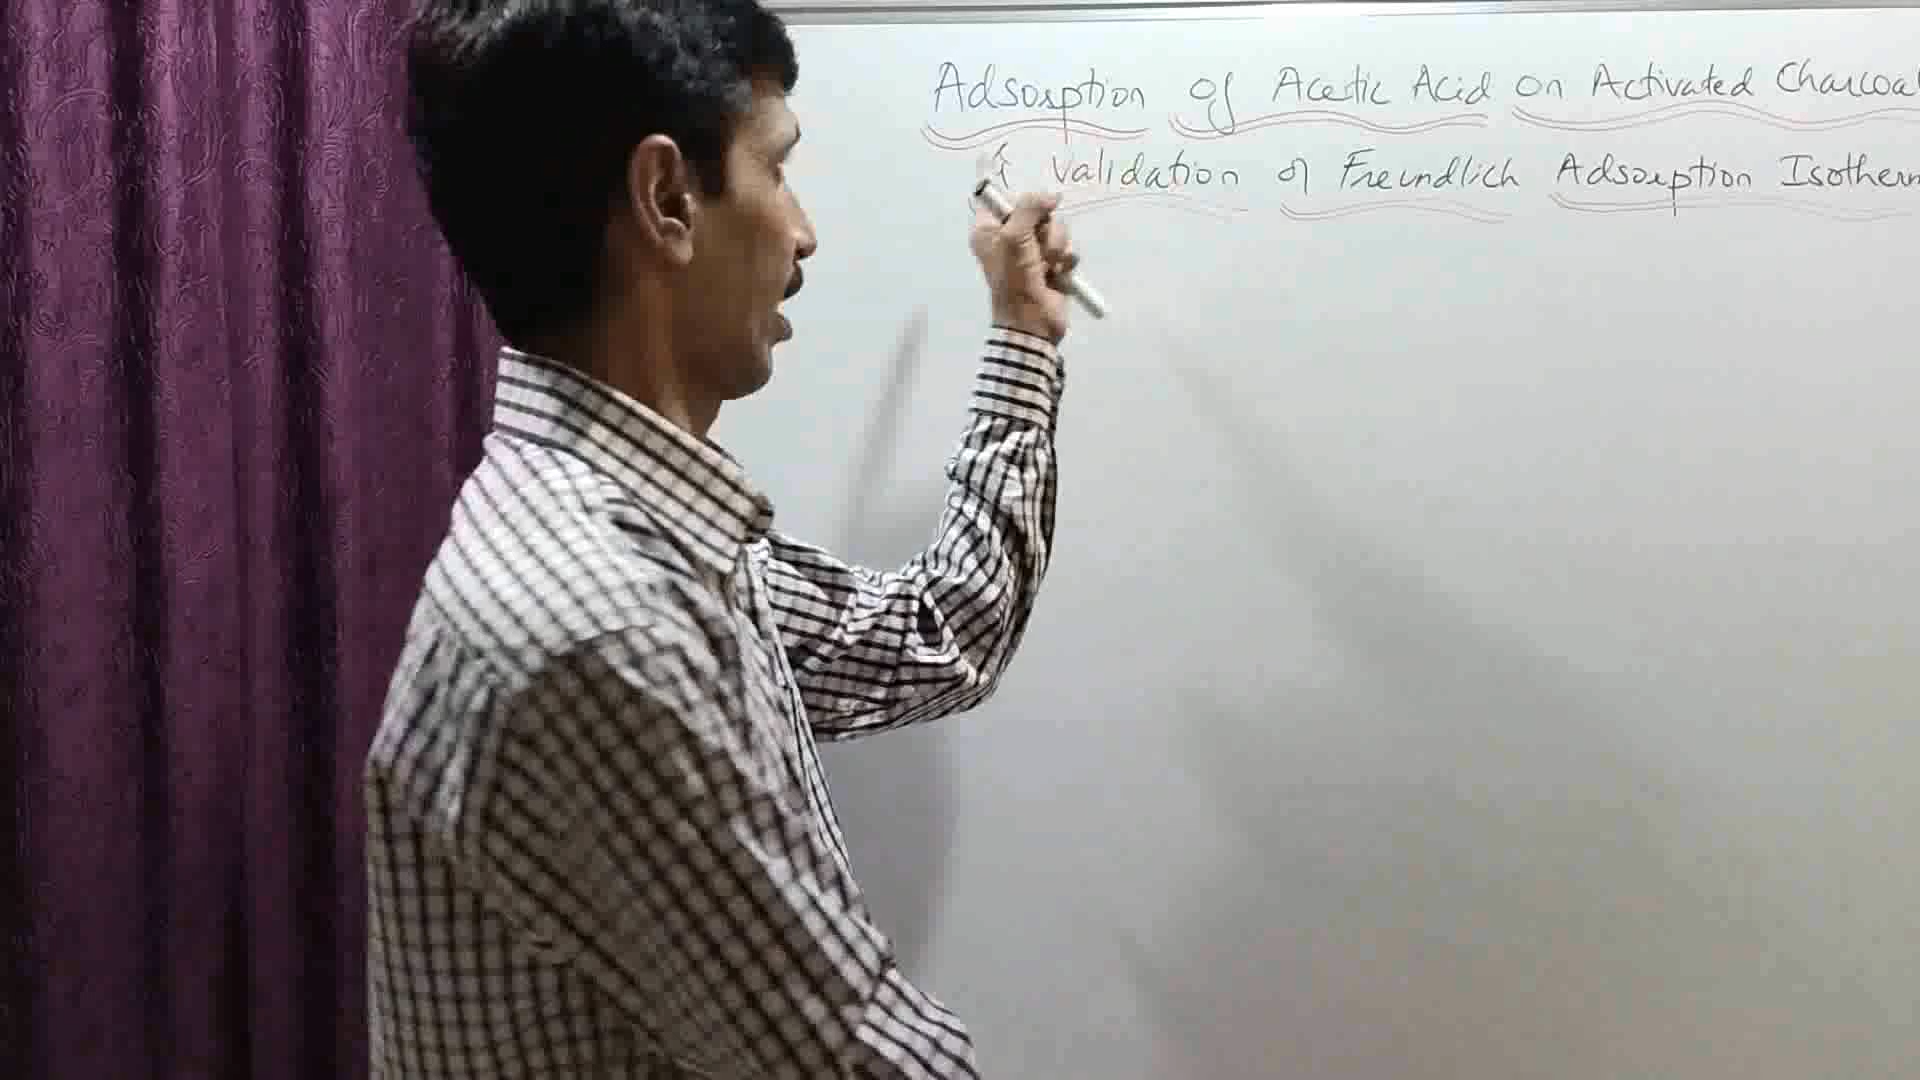 Adsorption of Acetic Acid on Activated Charcoal
& Validation of Freundlich Adsorption Isotherm